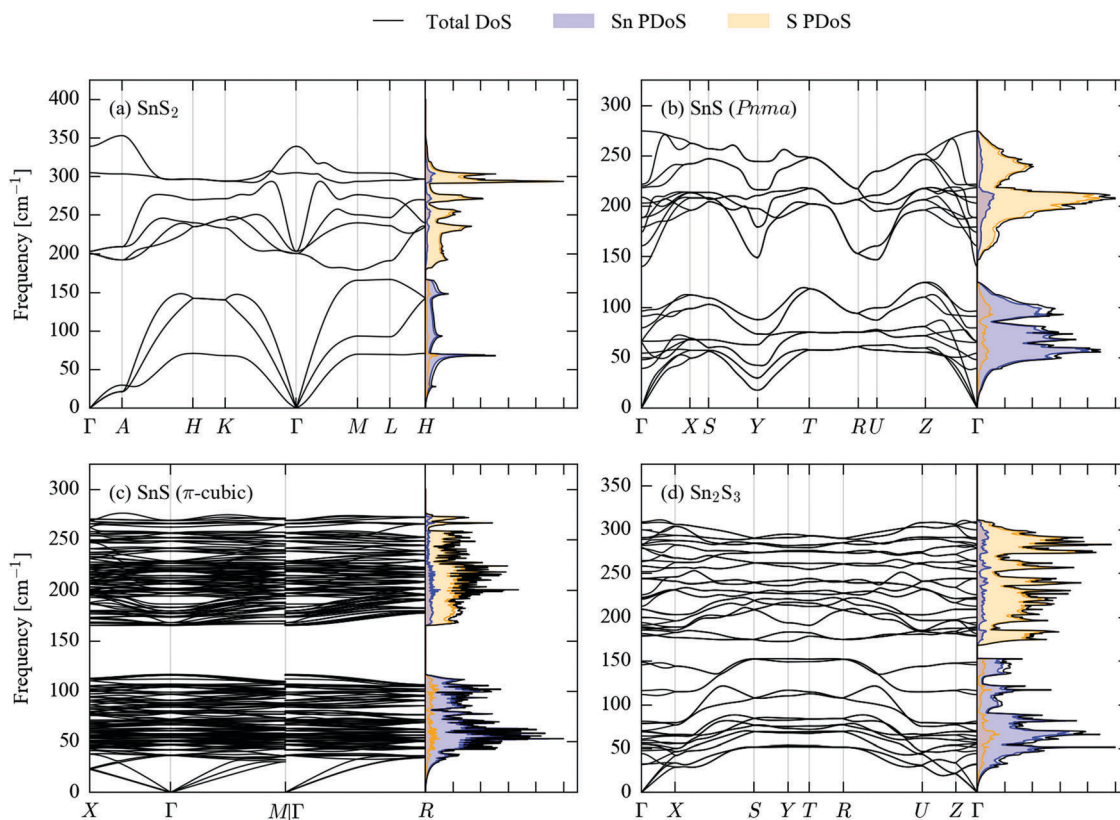 Total DoS Sn PDoS S PDoS
(a) SnS₂
Frequency [cm⁻¹]
400
350
300
250
200
150
100
50
0
Γ A H K Γ M L H
(b) SnS (Pnma)
300
250
200
150
100
50
0
Γ X S Y T R U Z Γ
(c) SnS (π-cubic)
Frequency [cm⁻¹]
300
250
200
150
100
50
0
X Γ M|Γ R
(d) Sn₂S₃
350
300
250
200
150
100
50
0
Γ X S Y T R U Z Γ